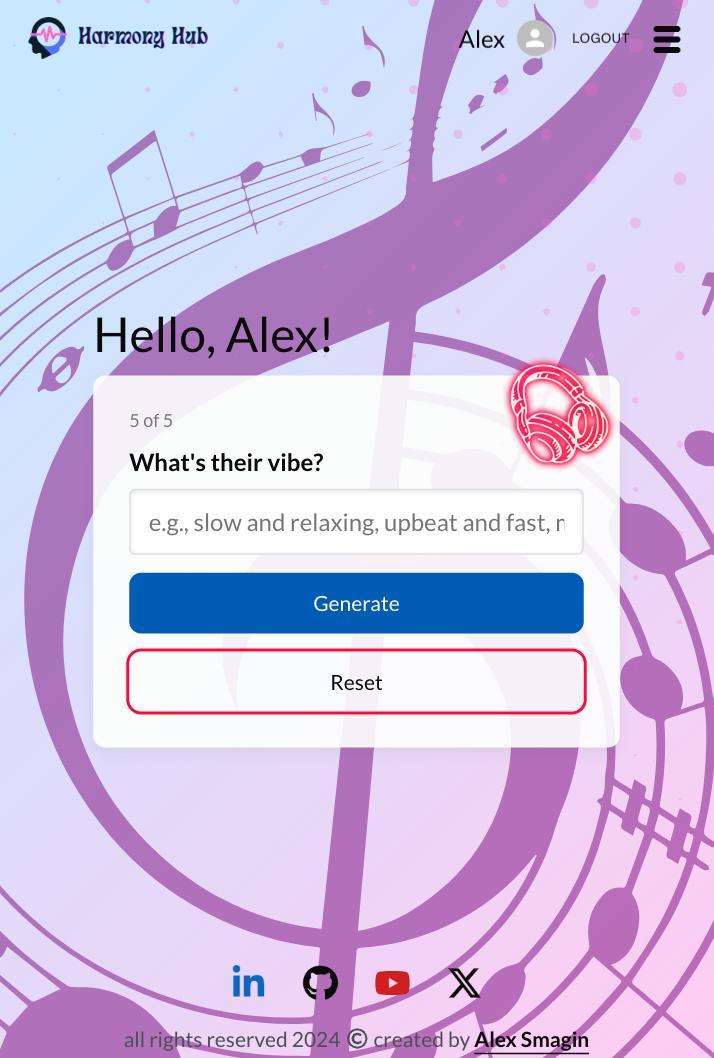 Harmony Hub
Alex
LOGOUT
Hello, Alex!
5 of 5
What's their vibe?
e.g., slow and relaxing, upbeat and fast,
Generate
Reset
all rights reserved 2024 © created by Alex Smagin